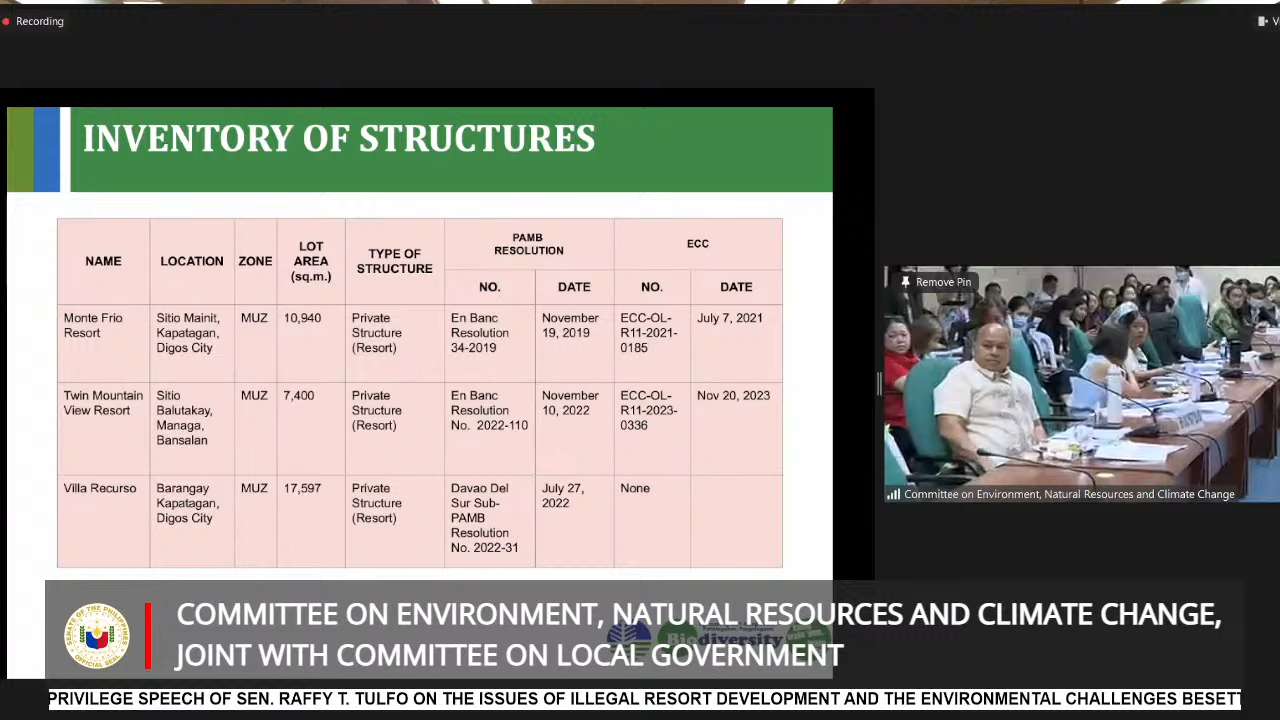 Recording
V
INVENTORY OF STRUCTURES
NAME
LOCATION
ZONE
LOT
AREA
(sq.m.)
TYPE OF
STRUCTURE
PAMB
RESOLUTION
ECC
NO.
DATE
NO.
DATE
Monte Frio
Resort
Sitio Mainit,
Kapatagan,
Digos City
MUZ
10,940
Private
Structure
(Resort)
En Banc
Resolution
34-2019
November
19, 2019
ECC-OL-
R11-2021-
0185
July 7, 2021
Twin Mountain
View Resort
Sitio
Balutakay,
Managa,
Bansalan
MUZ
7,400
Private
Structure
(Resort)
En Banc
Resolution
No. 2022-110
November
10, 2022
ECC-OL-
R11-2023-
0336
Nov 20, 2023
Villa Recurso
Barangay
Kapatagan,
Digos City
MUZ
17,597
Private
Structure
(Resort)
Davao Del
Sur Sub-
PAMB
Resolution
No. 2022-31
July 27,
2022
None
Remove Pin
Committee on Environment, Natural Resources and Climate Change
Biodiversity
SENATE OF THE PHILIPPINES
OFFICIAL SEAL
COMMITTEE ON ENVIRONMENT, NATURAL RESOURCES AND CLIMATE CHANGE,
JOINT WITH COMMITTEE ON LOCAL GOVERNMENT
PRIVILEGE SPEECH OF SEN. RAFFY T. TULFO ON THE ISSUES OF ILLEGAL RESORT DEVELOPMENT AND THE ENVIRONMENTAL CHALLENGES BESETT